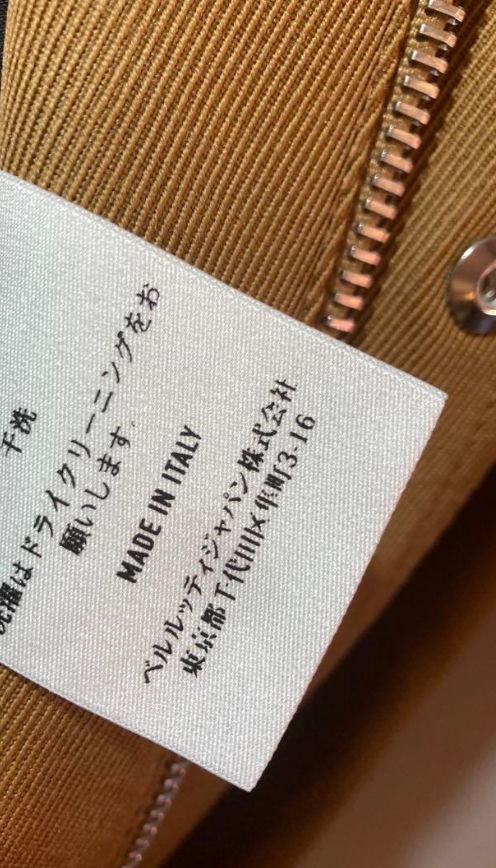 干洗
洗濯はドライクリーニングをお
願いします.
MADE IN ITALY
ベルルッティジャパン株式会社
東京都千代田区隼町3-16